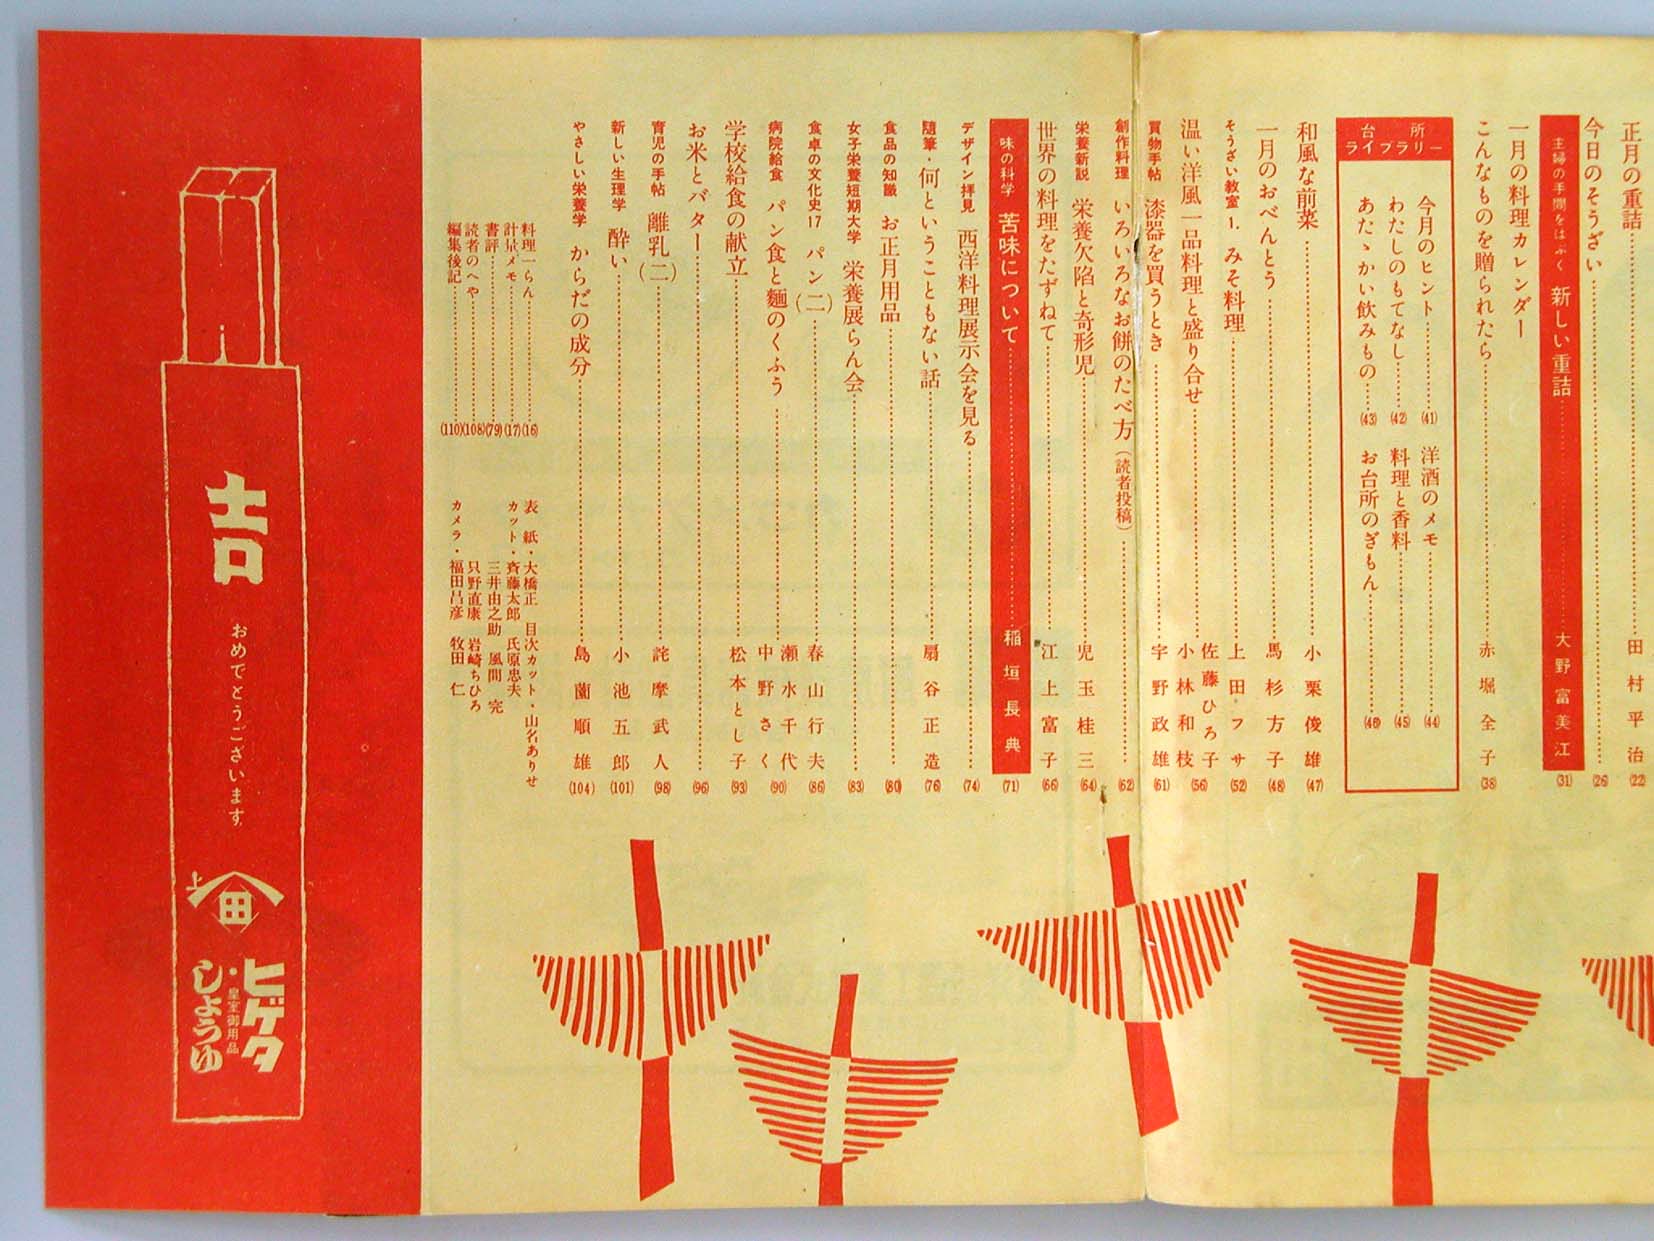 正月の重詰……田村平治(22)
今日のそうざい……(26)
主婦の手間をはぶく 新しい重詰……大野富美江(31)
一月の料理カレンダー
こんなものを贈られたら……赤堀全子(38)
台所ライブラリー
今月のヒント……(41) 洋酒のメモ……(44)
わたしのもてなし……(42) 料理と香料……(45)
あたゝかい飲みもの……(43) お台所のぎもん……(46)
和風な前菜……小栗俊雄(47)
一月のおべんとう……馬杉方子(48)
そうざい教室1. みそ料理……上田フサ(52)
温い洋風一品料理と盛り合せ……佐藤ひろ子 小林和枝(56)
買物手帖 漆器を買うとき……宇野政雄(61)
創作料理 いろいろなお餅のたべ方(読者投稿)……(62)
栄養新説 栄養欠陥と奇形児……児玉桂三(64)
世界の料理をたずねて……江上富子(66)
味の科学 苦味について……稲垣長典(71)
デザイン拝見 西洋料理展示会を見る……(74)
随筆・何ということもない話……扇谷正造(76)
食品の知識 お正月用品……(80)
女子栄養短期大学 栄養展らん会……(83)
食卓の文化史17 パン(二)……春山行夫(86)
病院給食 パン食と麺のくふう……瀬水千代 中野さく(90)
学校給食の献立……松本とし子(93)
お米とバター……(96)
育児の手帖 離乳(二)……詫摩武人(98)
新しい生理学 酔い……小池五郎(101)
やさしい栄養学 からだの成分……島薗順雄(104)
料理一らん……(16)
計量メモ……(17)
書評……(79)
読者のへや……(108)
編集後記……(110)
表紙・大橋正 目次カット・山名ありせ
カット・斉藤太郎 氏原忠夫
三井由之助 風間完
只野直康 岩崎ちひろ
カメラ・福田昌彦 牧田仁
吉
おめでとうございます
上
田
ヒゲタ
・皇室御用品
しょうゆ